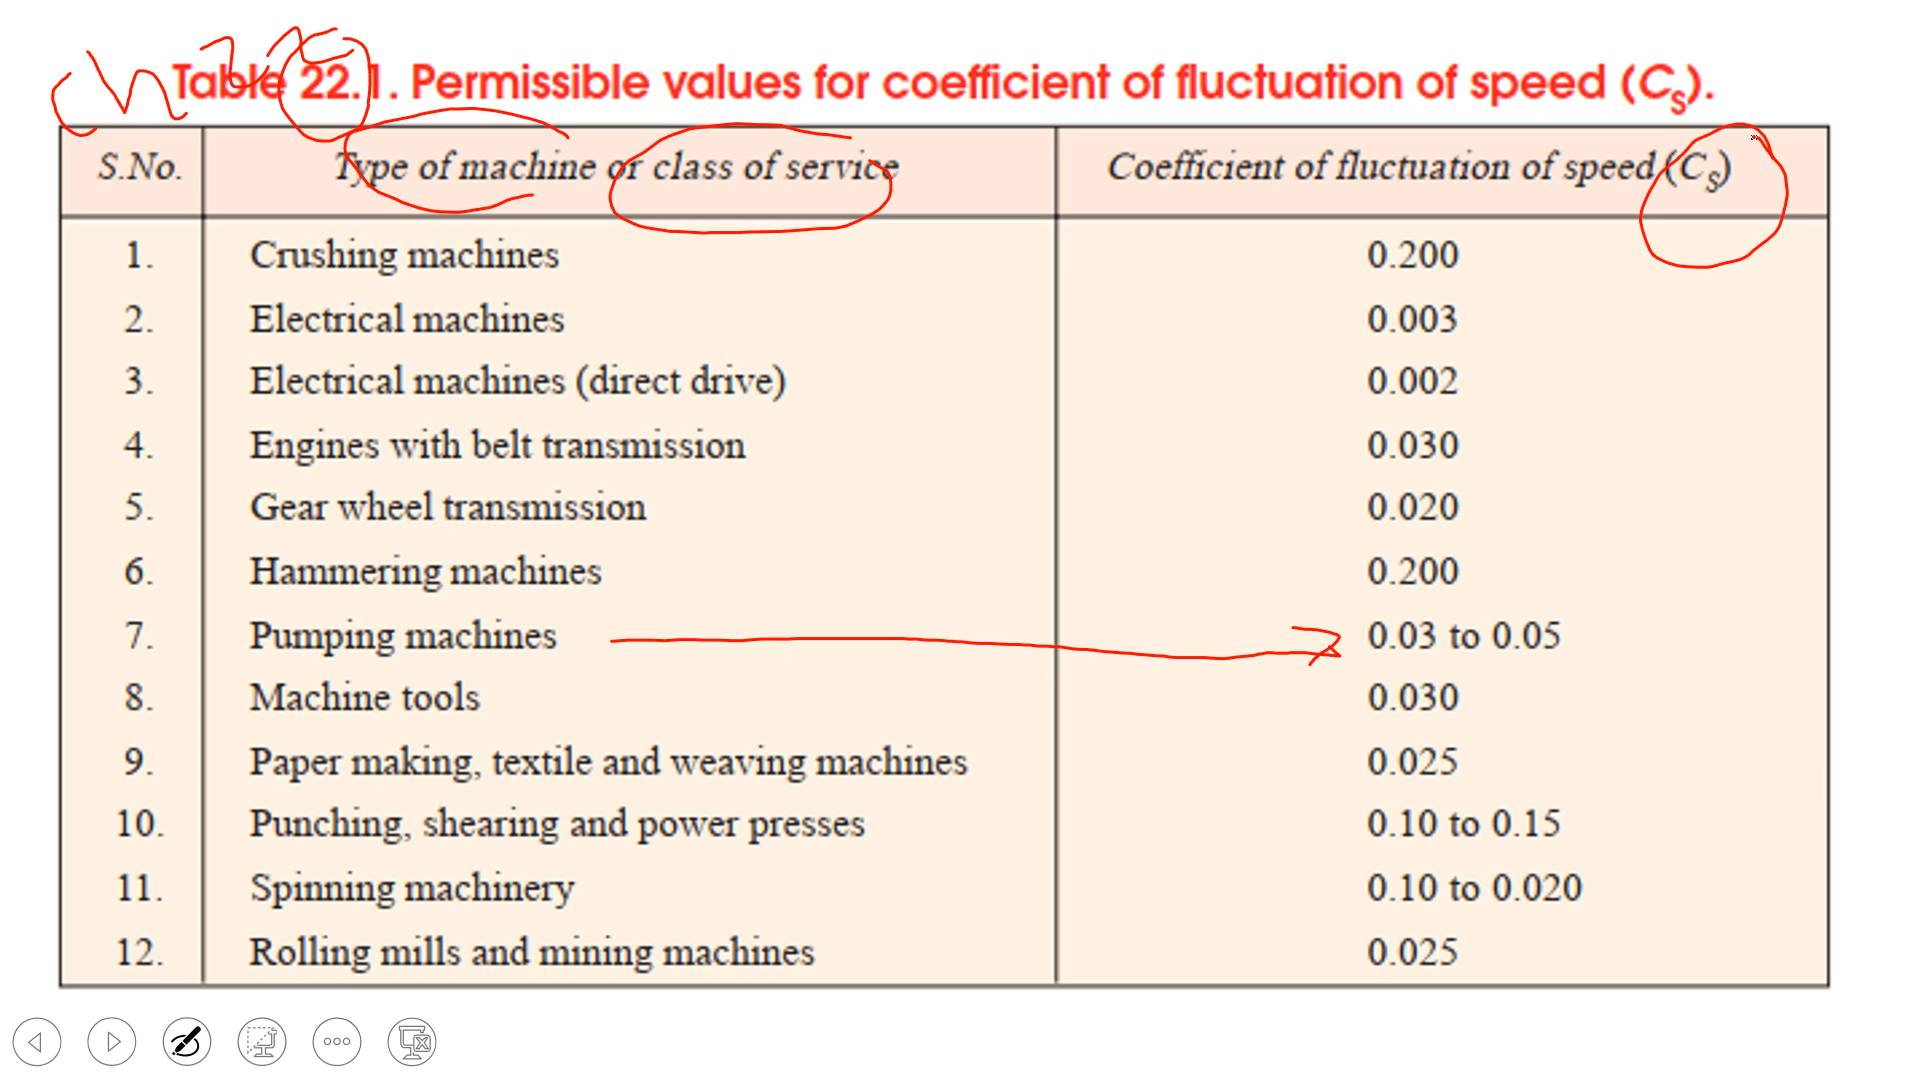 ch 22
Table 22.1. Permissible values for coefficient of fluctuation of speed (Cs).
S.No. Type of machine or class of service Coefficient of fluctuation of speed (Cs)
1. Crushing machines 0.200
2. Electrical machines 0.003
3. Electrical machines (direct drive) 0.002
4. Engines with belt transmission 0.030
5. Gear wheel transmission 0.020
6. Hammering machines 0.200
7. Pumping machines 0.03 to 0.05
8. Machine tools 0.030
9. Paper making, textile and weaving machines 0.025
10. Punching, shearing and power presses 0.10 to 0.15
11. Spinning machinery 0.10 to 0.020
12. Rolling mills and mining machines 0.025